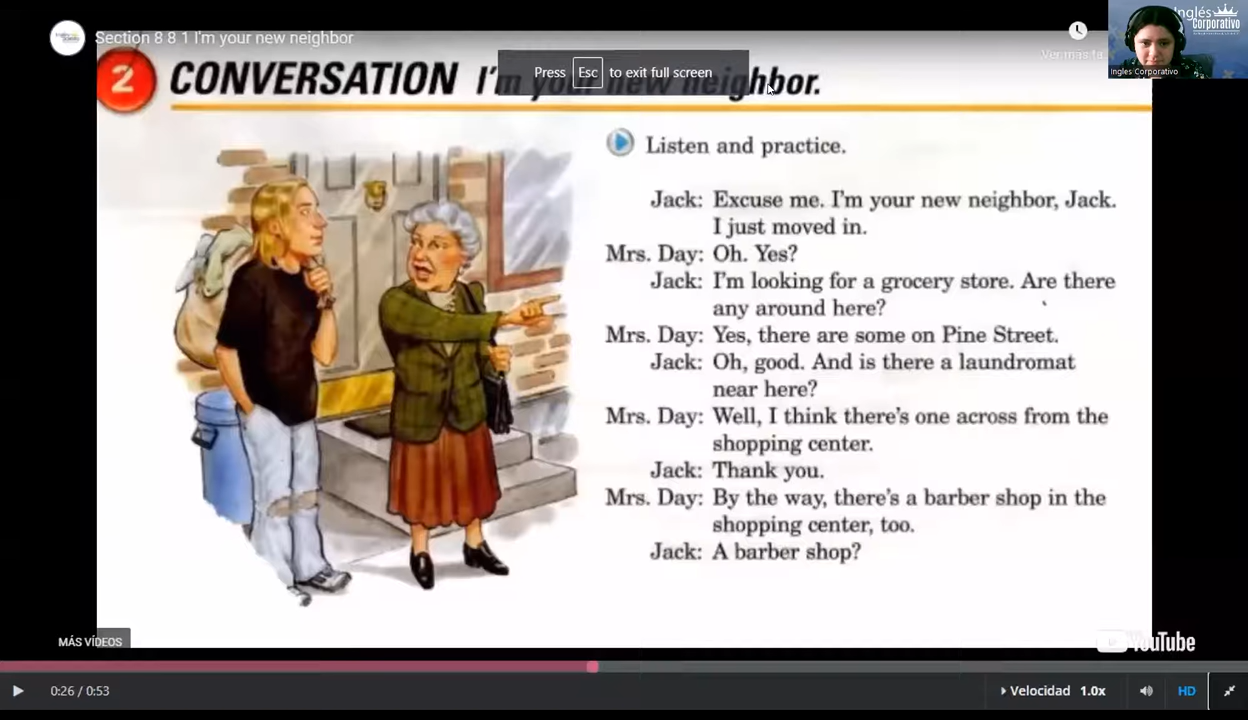 Section 8 8 1 I'm your new neighbor
Inglés
Corporativo
Ingles Corporativo
Press Esc to exit full screen
2 CONVERSATION I'm your new neighbor.
Listen and practice.
Jack: Excuse me. I'm your new neighbor, Jack.
I just moved in.
Mrs. Day: Oh. Yes?
Jack: I'm looking for a grocery store. Are there
any around here?
Mrs. Day: Yes, there are some on Pine Street.
Jack: Oh, good. And is there a laundromat
near here?
Mrs. Day: Well, I think there's one across from the
shopping center.
Jack: Thank you.
Mrs. Day: By the way, there's a barber shop in the
shopping center, too.
Jack: A barber shop?
MÁS VÍDEOS
YouTube
0:26 / 0:53
Velocidad 1.0x
HD